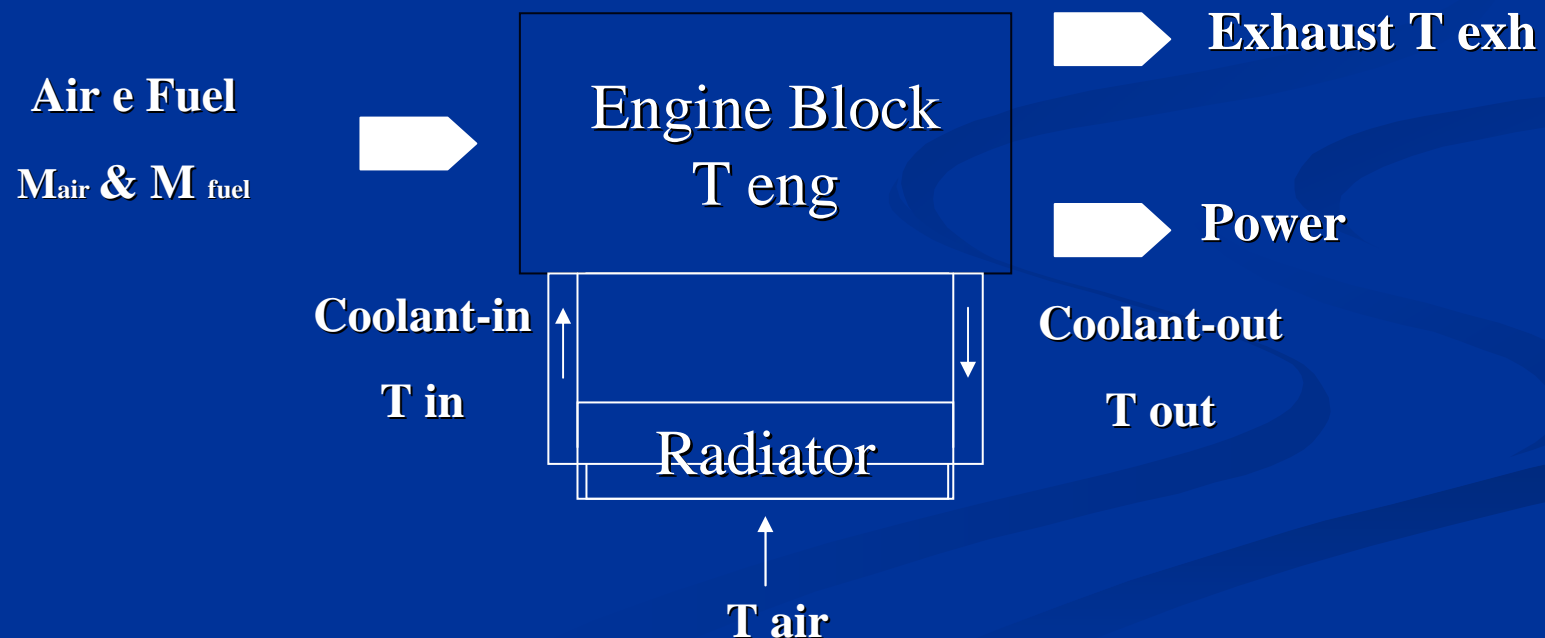 Exhaust T exh
Air e Fuel
Mair & M fuel
Engine Block
T eng
Power
Coolant-in
T in
Coolant-out
T out
Radiator
T air